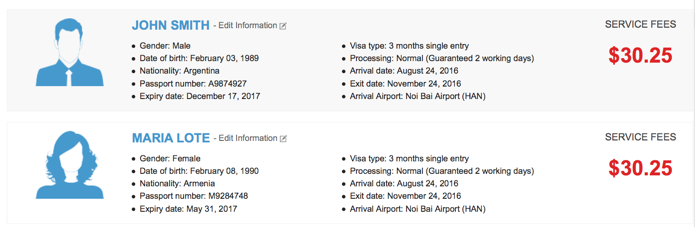 JOHN SMITH - Edit Information
SERVICE FEES
$30.25
• Gender: Male
• Date of birth: February 03, 1989
• Nationality: Argentina
• Passport number: A9874927
• Expiry date: December 17, 2017
• Visa type: 3 months single entry
• Processing: Normal (Guaranteed 2 working days)
• Arrival date: August 24, 2016
• Exit date: November 24, 2016
• Arrival Airport: Noi Bai Airport (HAN)
MARIA LOTE - Edit Information
SERVICE FEES
$30.25
• Gender: Female
• Date of birth: February 08, 1990
• Nationality: Armenia
• Passport number: M9284748
• Expiry date: May 31, 2017
• Visa type: 3 months single entry
• Processing: Normal (Guaranteed 2 working days)
• Arrival date: August 24, 2016
• Exit date: November 24, 2016
• Arrival Airport: Noi Bai Airport (HAN)